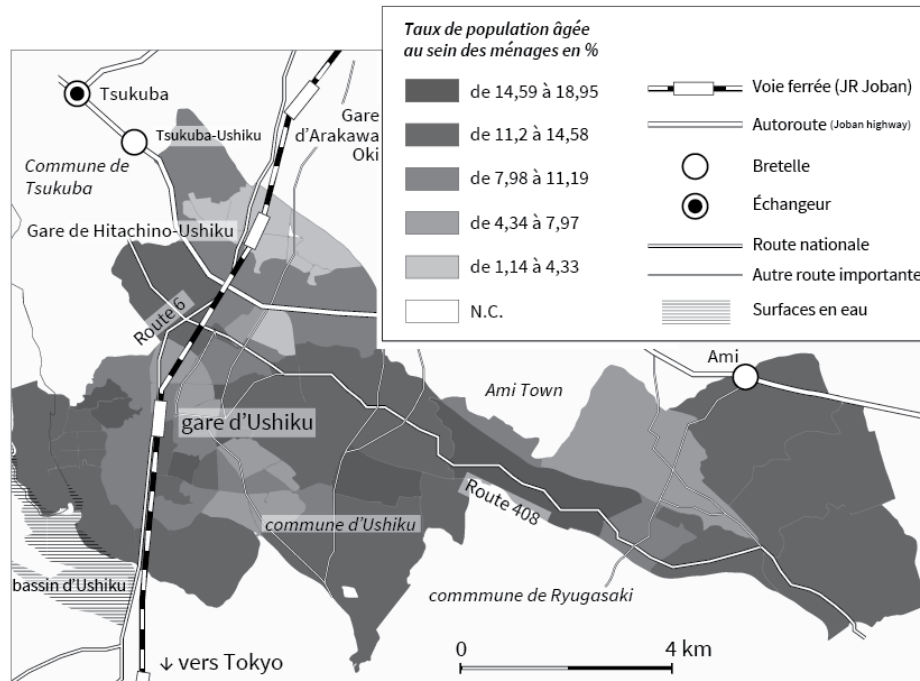 Taux de population âgée
au sein des ménages en %
de 14,59 à 18,95
de 11,2 à 14,58
de 7,98 à 11,19
de 4,34 à 7,97
de 1,14 à 4,33
N.C.
Voie ferrée (JR Joban)
Autoroute (Joban highway)
Bretelle
Échangeur
Route nationale
Autre route importante
Surfaces en eau
Tsukuba
Tsukuba-Ushiku
Gare
d'Arakawa
Oki
Commune de
Tsukuba
Gare de Hitachino-Ushiku
Route 6
Ami
Ami Town
gare d'Ushiku
Route 408
commune d'Ushiku
bassin d'Ushiku
commmune de Ryugasaki
↓ vers Tokyo
0
4 km